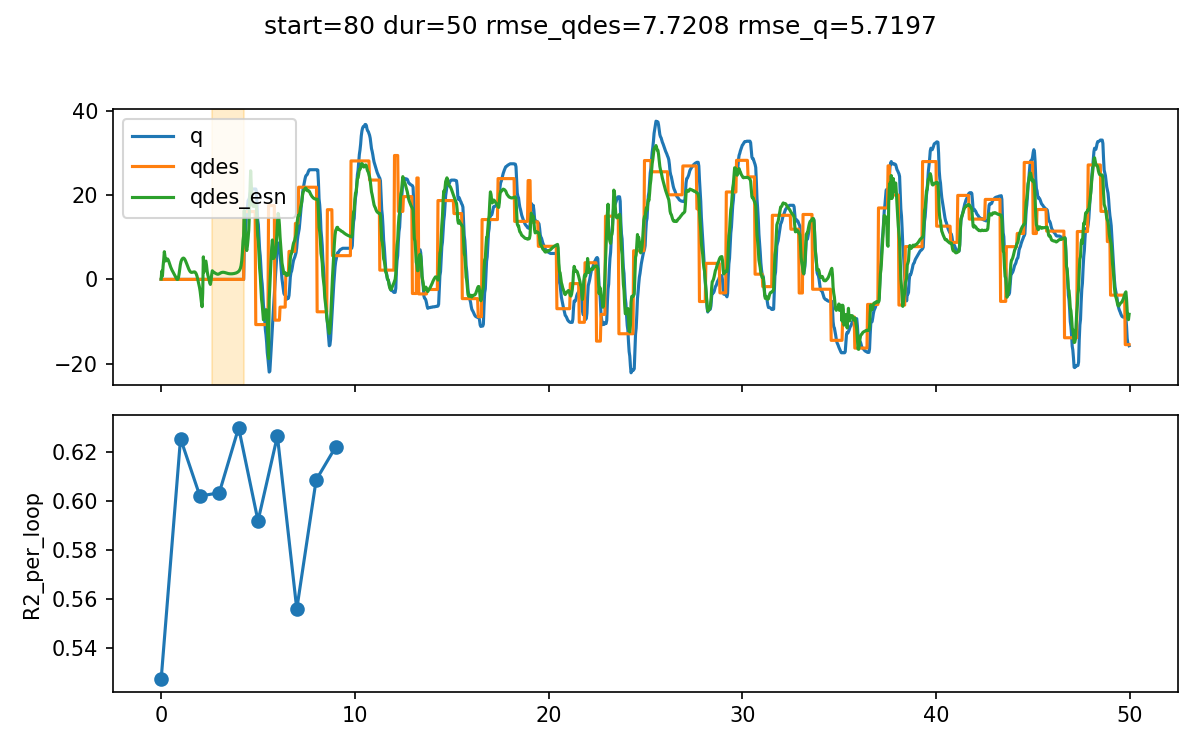 start=80 dur=50 rmse_qdes=7.7208 rmse_q=5.7197
40
20
0
−20
q
qdes
qdes_esn
R2_per_loop
0.62
0.60
0.58
0.56
0.54
0 10 20 30 40 50